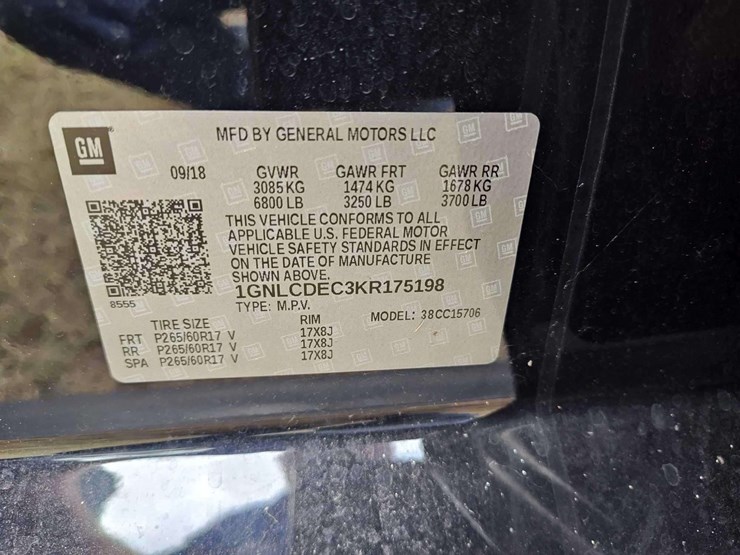 GM
MFD BY GENERAL MOTORS LLC
09/18 GVWR GAWR FRT GAWR RR
3085 KG 1474 KG 1678 KG
6800 LB 3250 LB 3700 LB
THIS VEHICLE CONFORMS TO ALL
APPLICABLE U.S. FEDERAL MOTOR
VEHICLE SAFETY STANDARDS IN EFFECT
ON THE DATE OF MANUFACTURE
SHOWN ABOVE.
8555
1GNLCDEC3KR175198
TYPE: M.P.V. MODEL: 38CC15706
TIRE SIZE RIM
FRT P265/60R17 V 17X8J
RR P265/60R17 V 17X8J
SPA P265/60R17 V 17X8J